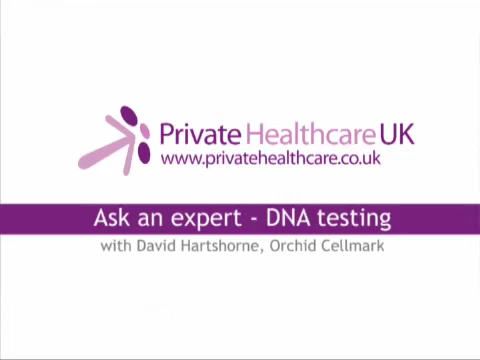 Private Healthcare UK
www.privatehealthcare.co.uk
Ask an expert - DNA testing
with David Hartshorne, Orchid Cellmark